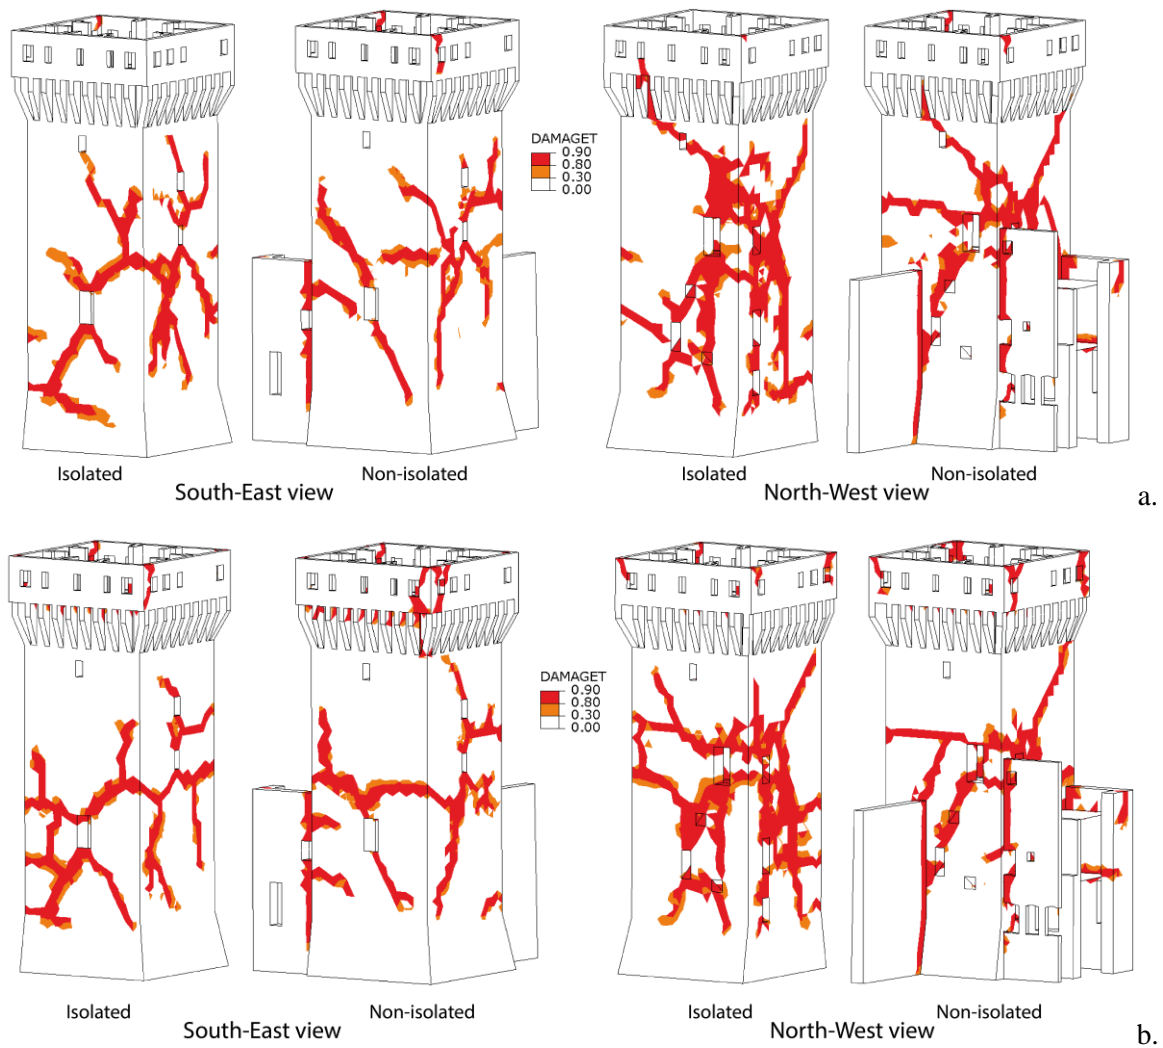 DAMAGET
0.90
0.80
0.30
0.00
Isolated
Non-isolated
Isolated
Non-isolated
South-East view
North-West view
a.
DAMAGET
0.90
0.80
0.30
0.00
Isolated
Non-isolated
Isolated
Non-isolated
South-East view
North-West view
b.